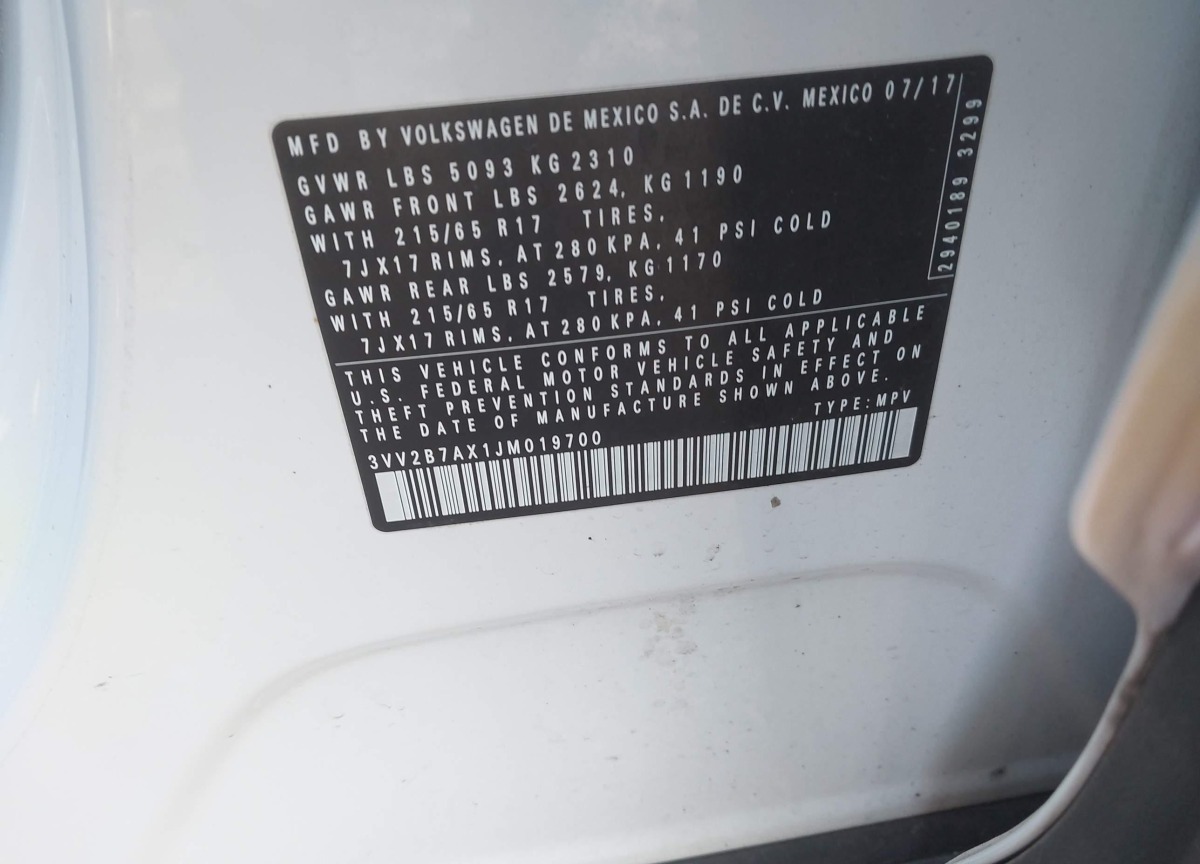 MFD BY VOLKSWAGEN DE MEXICO S.A. DE C.V. MEXICO 07/17
GVWR LBS 5093 KG 2310
GAWR FRONT LBS 2624, KG 1190
WITH 215/65 R17 TIRES,
7JX17 RIMS, AT 280 KPA, 41 PSI COLD
GAWR REAR LBS 2579, KG 1170
WITH 215/65 R17 TIRES,
7JX17 RIMS, AT 280 KPA, 41 PSI COLD
2940189 3299
THIS VEHICLE CONFORMS TO ALL APPLICABLE
U.S. FEDERAL MOTOR VEHICLE SAFETY AND
THEFT PREVENTION STANDARDS IN EFFECT ON
THE DATE OF MANUFACTURE SHOWN ABOVE.
3VV2B7AX1JM019700 TYPE:MPV